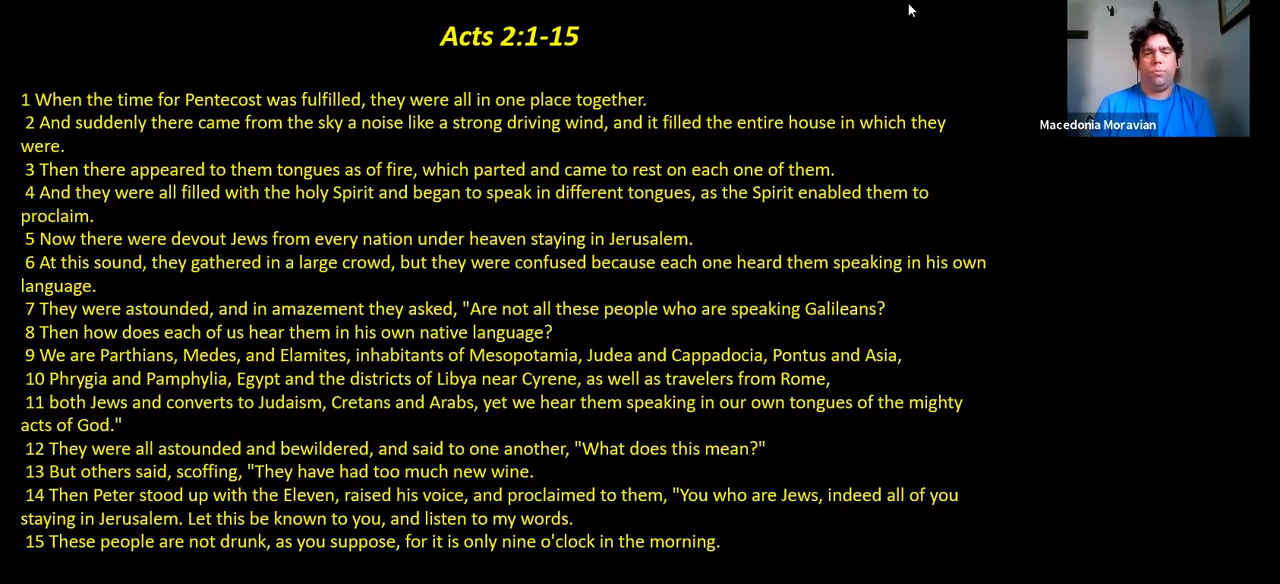 Acts 2:1-15
Macedonia Moravian
1 When the time for Pentecost was fulfilled, they were all in one place together.
2 And suddenly there came from the sky a noise like a strong driving wind, and it filled the entire house in which they
were.
3 Then there appeared to them tongues as of fire, which parted and came to rest on each one of them.
4 And they were all filled with the holy Spirit and began to speak in different tongues, as the Spirit enabled them to
proclaim.
5 Now there were devout Jews from every nation under heaven staying in Jerusalem.
6 At this sound, they gathered in a large crowd, but they were confused because each one heard them speaking in his own
language.
7 They were astounded, and in amazement they asked, "Are not all these people who are speaking Galileans?
8 Then how does each of us hear them in his own native language?
9 We are Parthians, Medes, and Elamites, inhabitants of Mesopotamia, Judea and Cappadocia, Pontus and Asia,
10 Phrygia and Pamphylia, Egypt and the districts of Libya near Cyrene, as well as travelers from Rome,
11 both Jews and converts to Judaism, Cretans and Arabs, yet we hear them speaking in our own tongues of the mighty
acts of God."
12 They were all astounded and bewildered, and said to one another, "What does this mean?"
13 But others said, scoffing, "They have had too much new wine.
14 Then Peter stood up with the Eleven, raised his voice, and proclaimed to them, "You who are Jews, indeed all of you
staying in Jerusalem. Let this be known to you, and listen to my words.
15 These people are not drunk, as you suppose, for it is only nine o'clock in the morning.